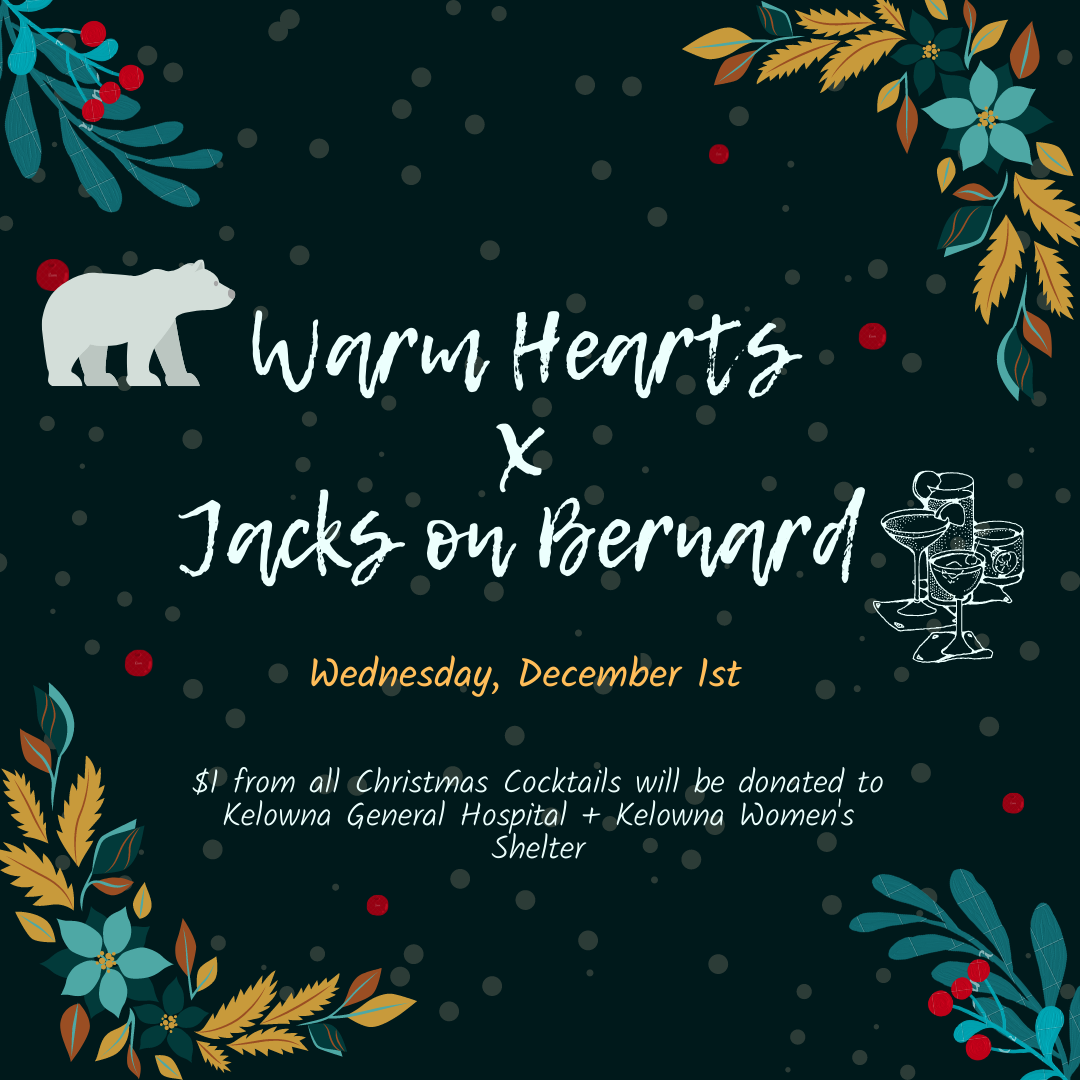 Warm Hearts
X
Jacks on Bernard
Wednesday, December 1st
$1 from all Christmas Cocktails will be donated to
Kelowna General Hospital + Kelowna Women's
Shelter